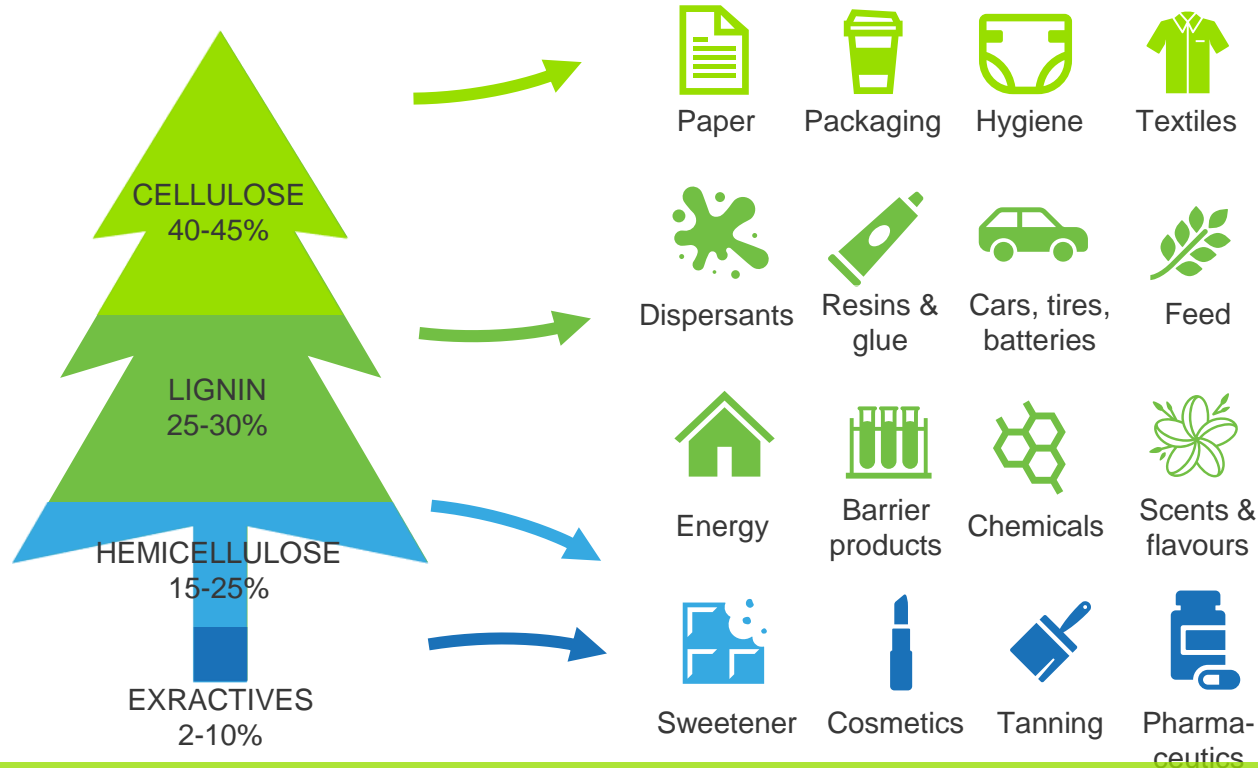 CELLULOSE
40-45%
LIGNIN
25-30%
HEMICELLULOSE
15-25%
EXRACTIVES
2-10%
Paper
Packaging
Hygiene
Textiles
Dispersants
Resins &
glue
Cars, tires,
batteries
Feed
Energy
Barrier
products
Chemicals
Scents &
flavours
Sweetener
Cosmetics
Tanning
Pharma-
ceutics